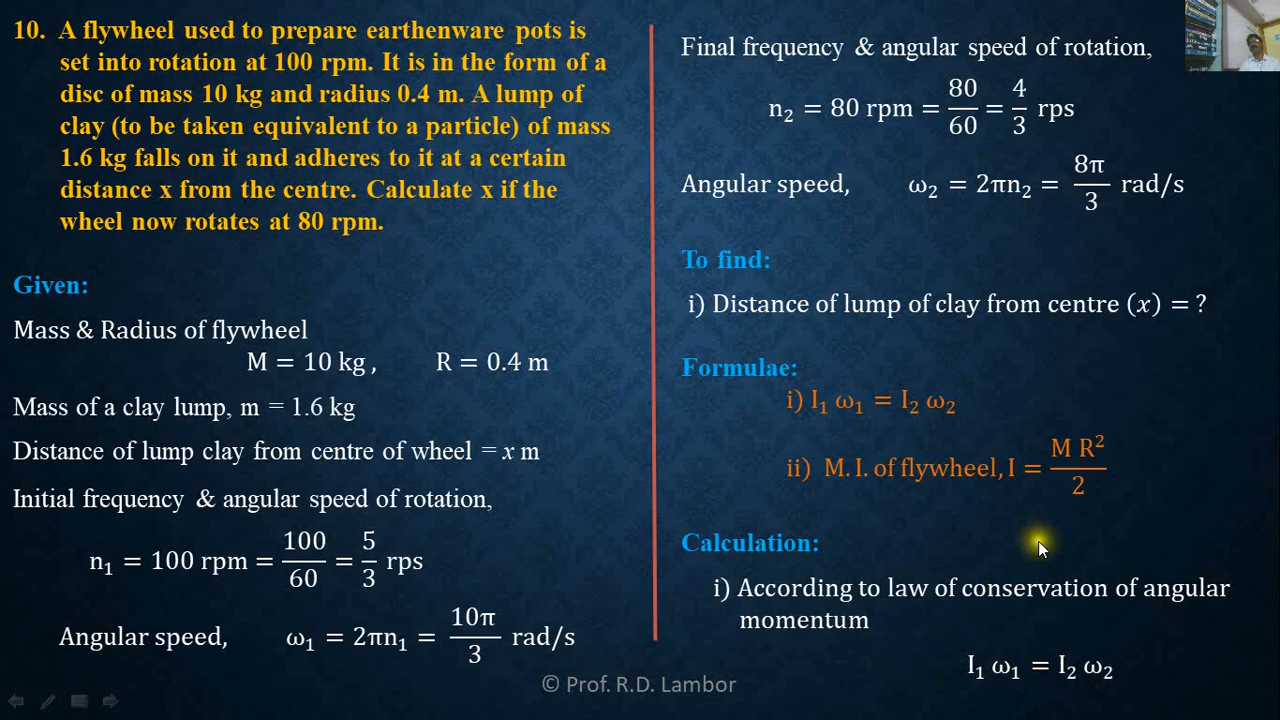 10. A flywheel used to prepare earthenware pots is
set into rotation at 100 rpm. It is in the form of a
disc of mass 10 kg and radius 0.4 m. A lump of
clay (to be taken equivalent to a particle) of mass
1.6 kg falls on it and adheres to it at a certain
distance x from the centre. Calculate x if the
wheel now rotates at 80 rpm.
Given:
Mass & Radius of flywheel
M = 10 kg , R = 0.4 m
Mass of a clay lump, m = 1.6 kg
Distance of lump clay from centre of wheel = x m
Initial frequency & angular speed of rotation,
n₁ = 100 rpm = 100/60 = 5/3 rps
Angular speed, ω₁ = 2πn₁ = 10π/3 rad/s
Final frequency & angular speed of rotation,
n₂ = 80 rpm = 80/60 = 4/3 rps
Angular speed, ω₂ = 2πn₂ = 8π/3 rad/s
To find:
i) Distance of lump of clay from centre (x) = ?
Formulae:
i) I₁ ω₁ = I₂ ω₂
ii) M. I. of flywheel, I = M R²/2
Calculation:
i) According to law of conservation of angular
momentum
I₁ ω₁ = I₂ ω₂
© Prof. R.D. Lambor